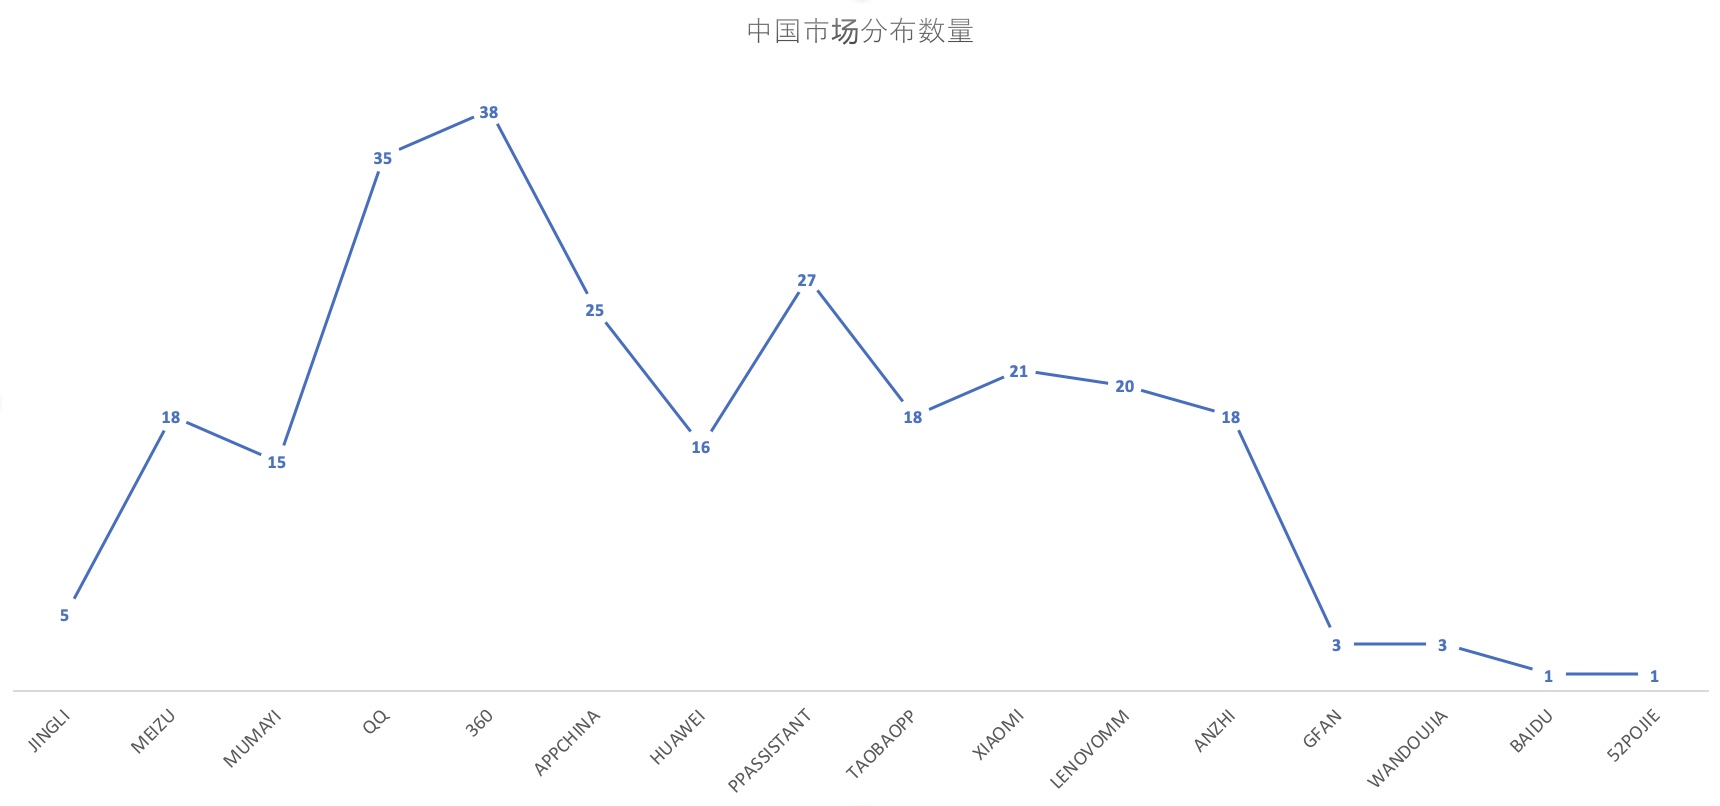 中国市场分布数量
38
35
27
25
21
20
18
18
18
16
15
5
3
3
1
1
JINGLI
MEIZU
MUMAYI
QQ
360
APPCHINA
HUAWEI
PPASSISTANT
TAOBAOPP
XIAOMI
LENOVOMM
ANZHI
GFAN
WANDOUJIA
BAIDU
52POJIE